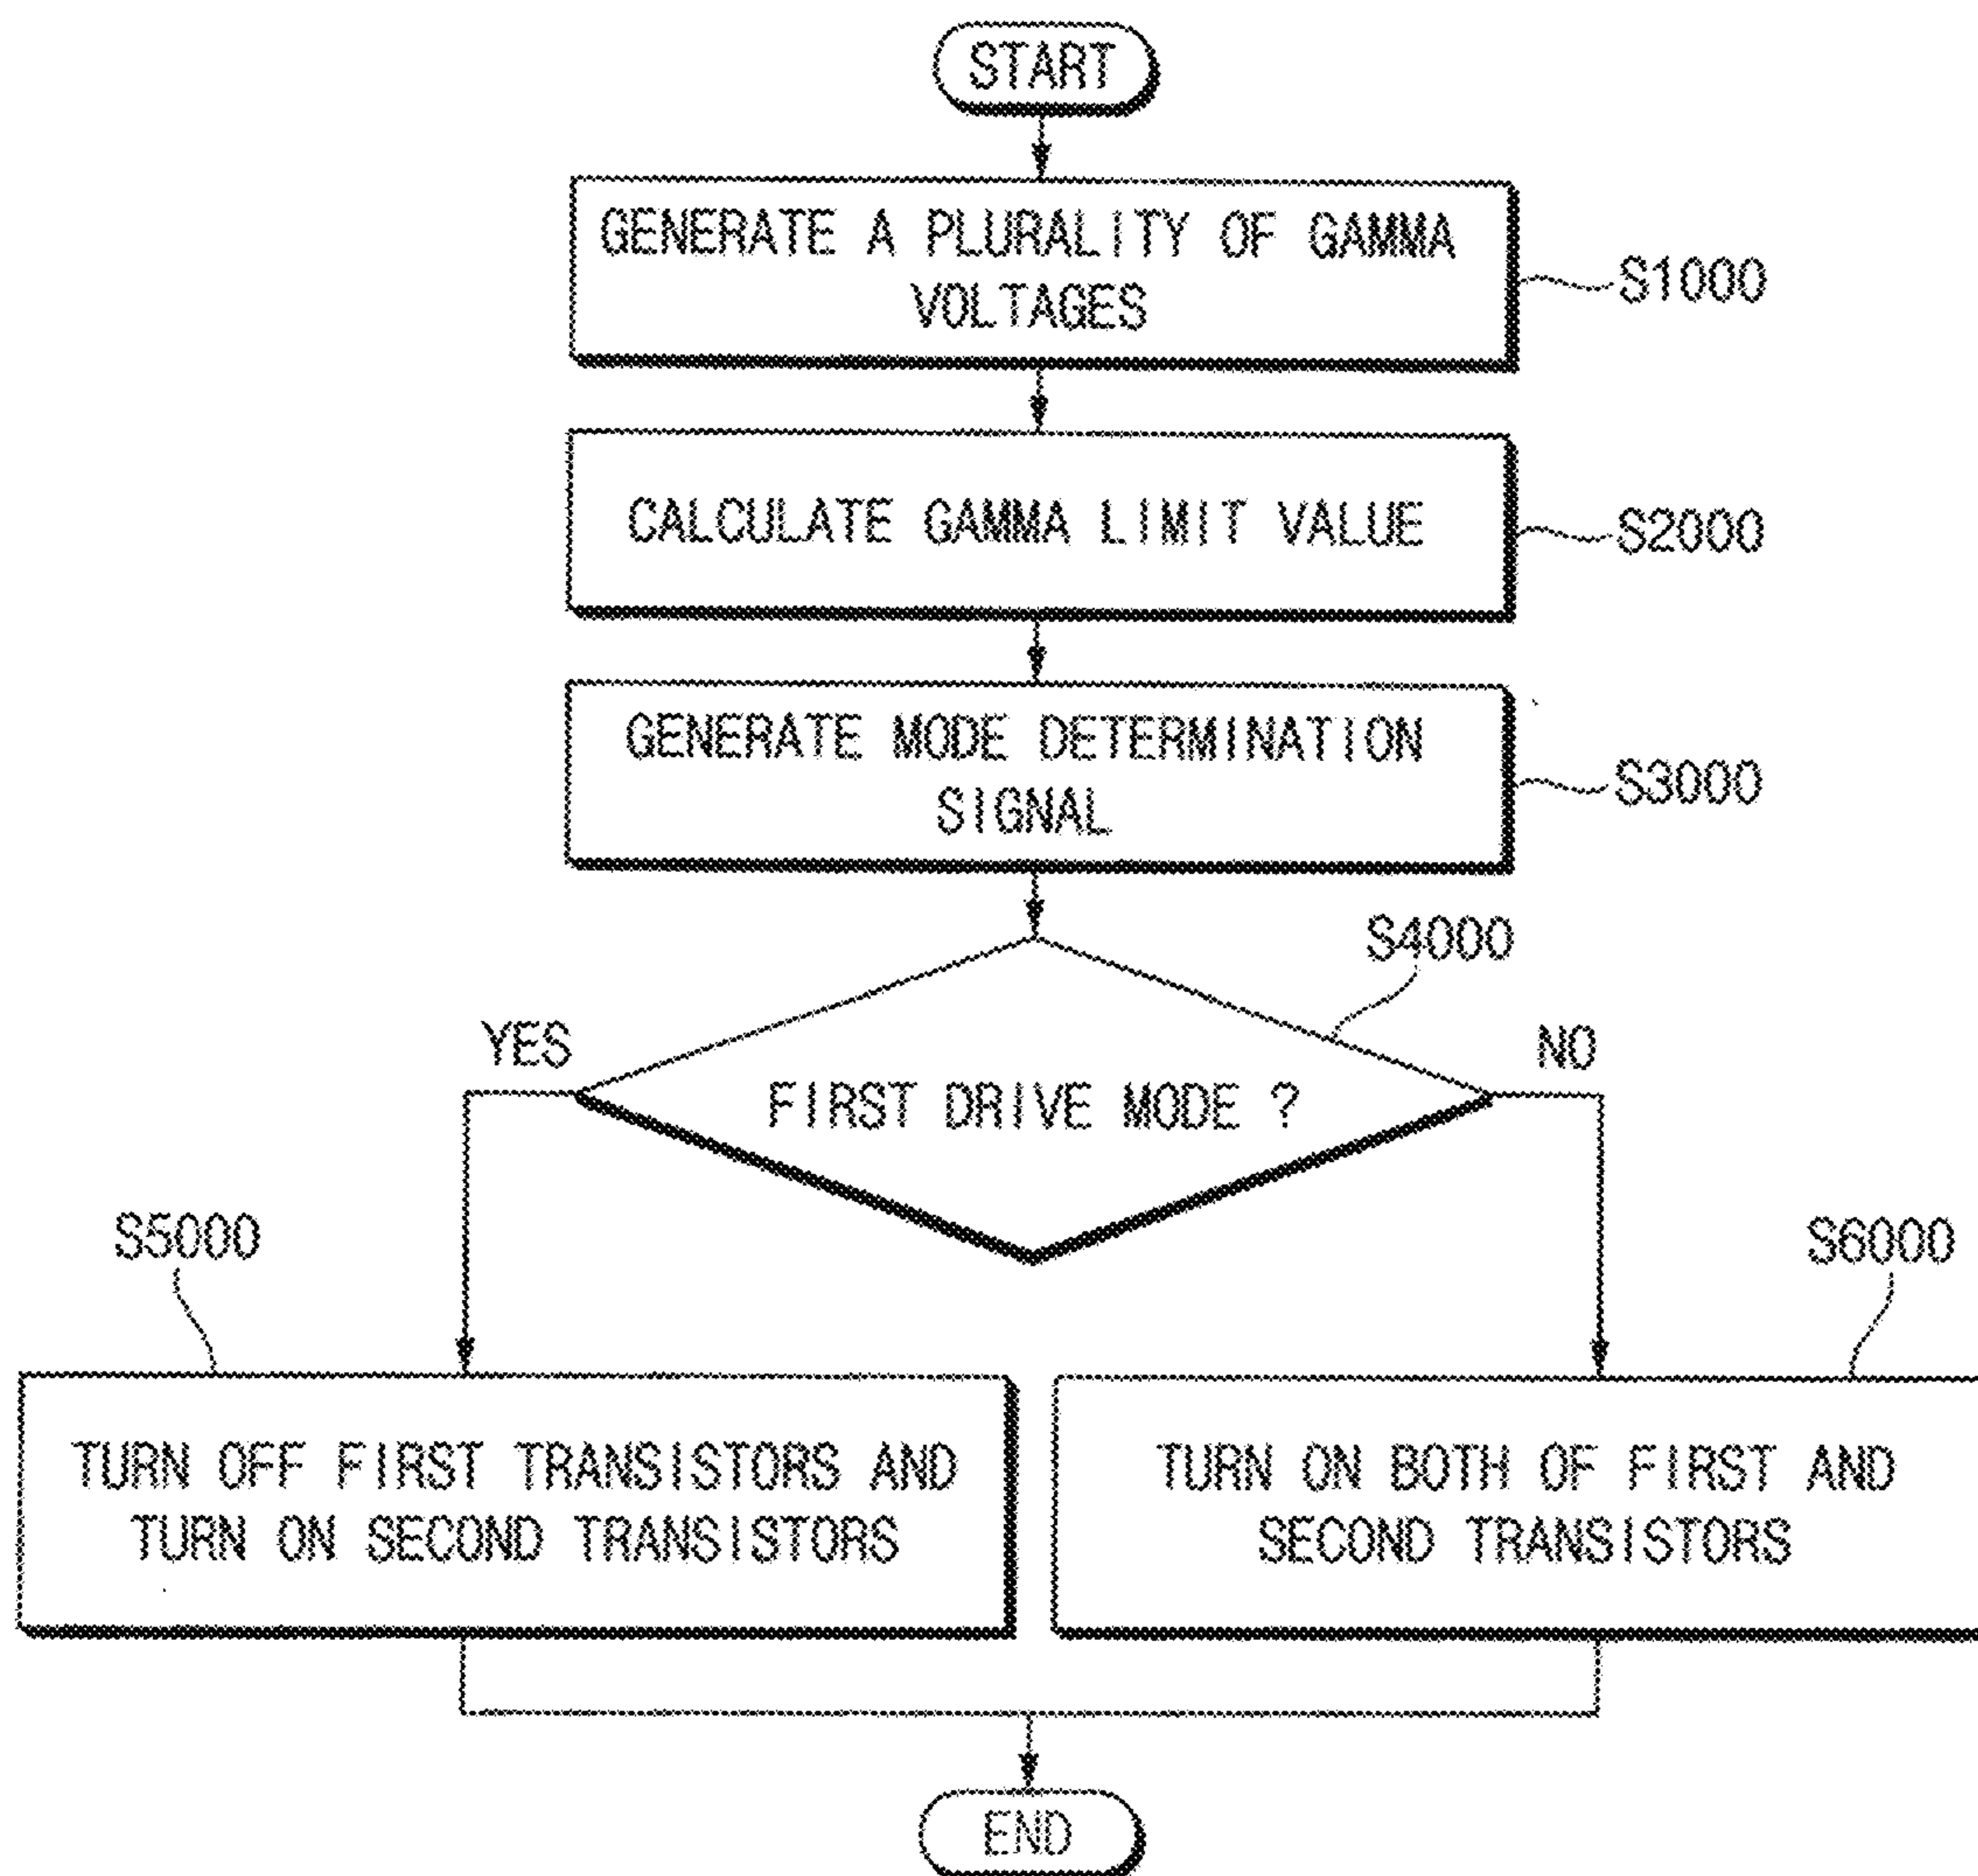 START
GENERATE A PLURALITY OF GAMMA
VOLTAGES
S1000
CALCULATE GAMMA LIMIT VALUE
S2000
GENERATE MODE DETERMINATION
SIGNAL
S3000
S4000
YES
NO
FIRST DRIVE MODE ?
S5000
S6000
TURN OFF FIRST TRANSISTORS AND
TURN ON SECOND TRANSISTORS
TURN ON BOTH OF FIRST AND
SECOND TRANSISTORS
END